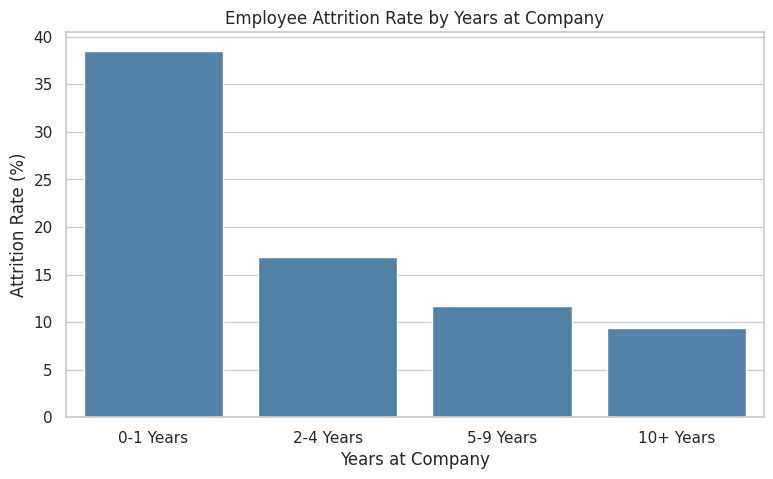 Employee Attrition Rate by Years at Company
Attrition Rate (%)
40
35
30
25
20
15
10
5
0
0-1 Years
2-4 Years
5-9 Years
10+ Years
Years at Company